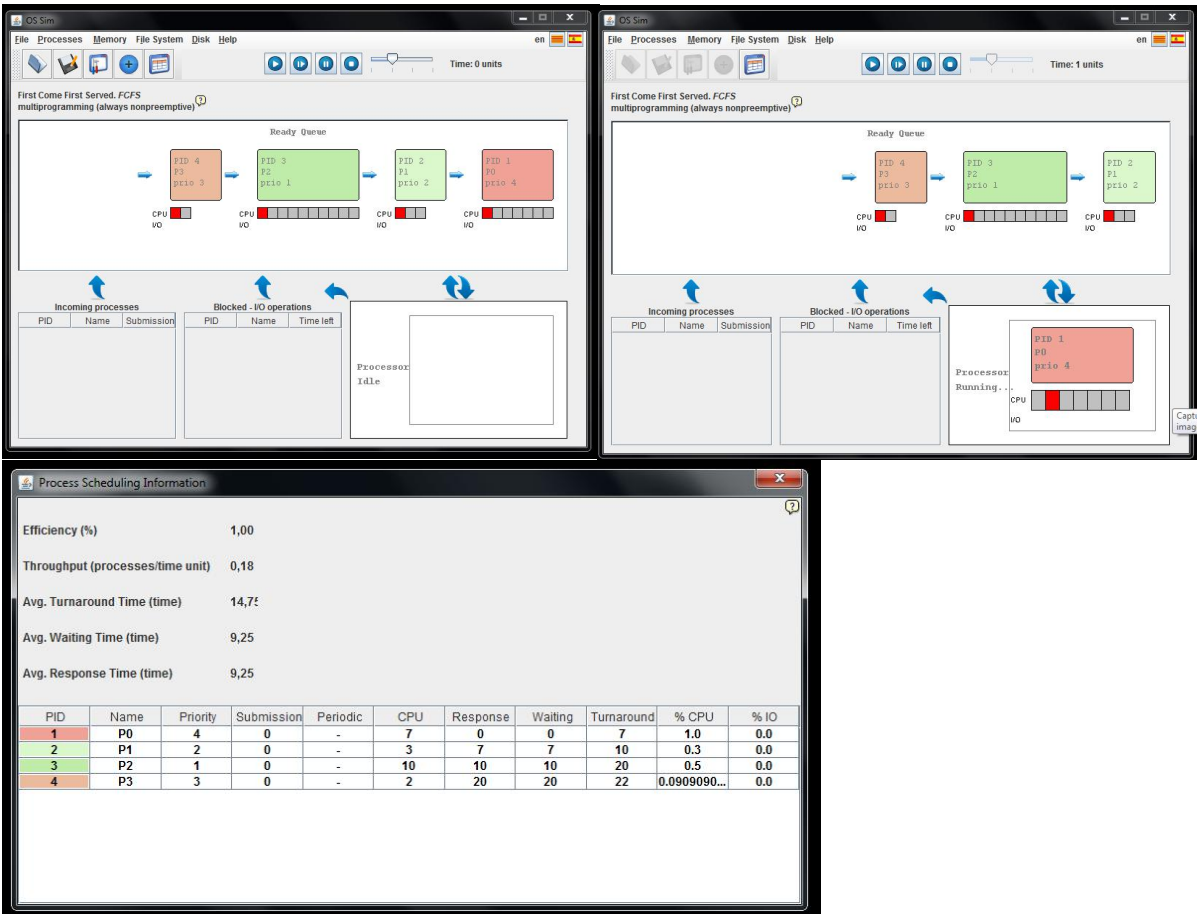 OS Sim
File Processes Memory File System Disk Help en
Time: 0 units
First Come First Served. FCFS
multiprogramming (always nonpreemptive) ?
Ready Queue
PID 4 PID 3 PID 2 PID 1
P3 P2 P1 P0
prio 3 prio 1 prio 2 prio 4
CPU CPU CPU CPU
I/O I/O I/O I/O
Incoming processes Blocked - I/O operations
PID Name Submission PID Name Time left
Processor
Idle
OS Sim
File Processes Memory File System Disk Help en
Time: 1 units
First Come First Served. FCFS
multiprogramming (always nonpreemptive) ?
Ready Queue
PID 4 PID 3 PID 2
P3 P2 P1
prio 3 prio 1 prio 2
CPU CPU CPU
I/O I/O I/O
Incoming processes Blocked - I/O operations
PID Name Submission PID Name Time left
PID 1
P0
prio 4
Processor
Running...
CPU
I/O
Process Scheduling Information
?
Efficiency (%) 1,00
Throughput (processes/time unit) 0,18
Avg. Turnaround Time (time) 14,75
Avg. Waiting Time (time) 9,25
Avg. Response Time (time) 9,25
PID Name Priority Submission Periodic CPU Response Waiting Turnaround % CPU % IO
1 P0 4 0 - 7 0 0 7 1.0 0.0
2 P1 2 0 - 3 7 7 10 0.3 0.0
3 P2 1 0 - 10 10 10 20 0.5 0.0
4 P3 3 0 - 2 20 20 22 0.0909090... 0.0